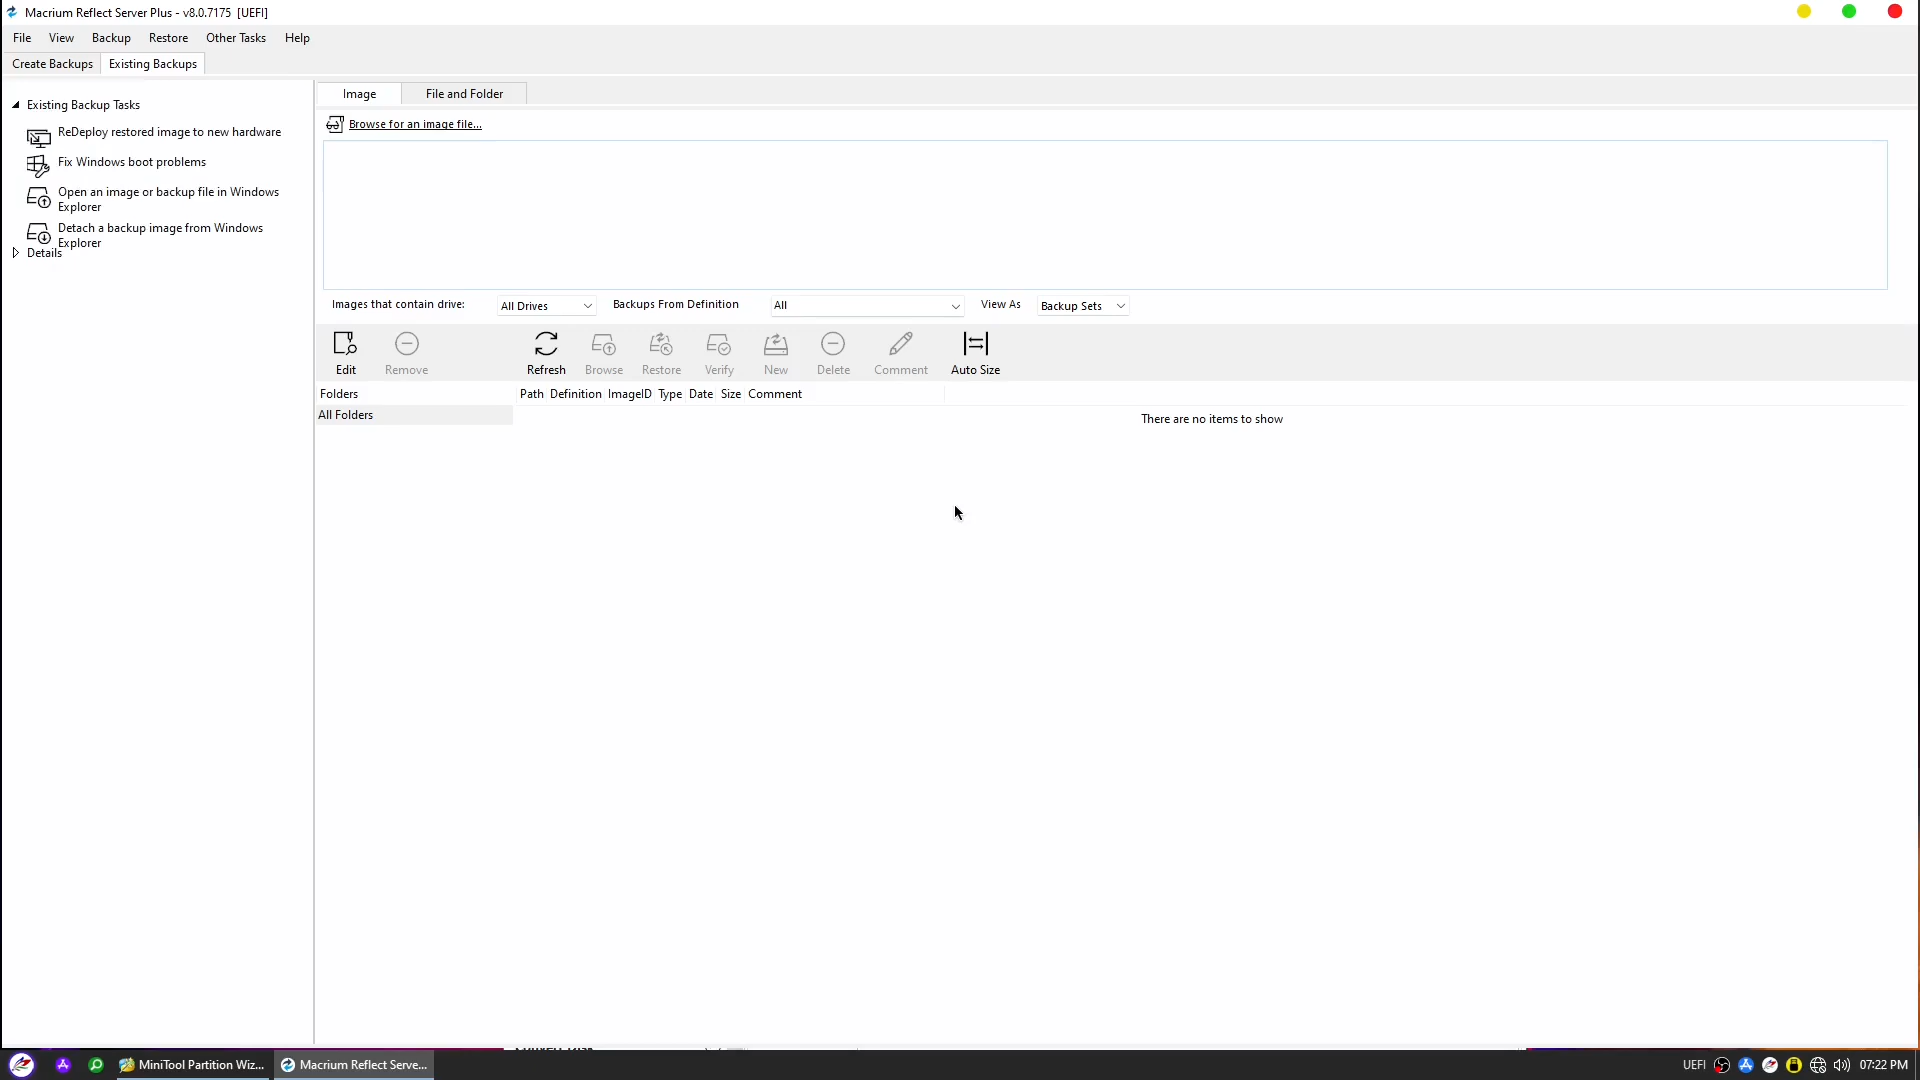 Macrium Reflect Server Plus - v8.0.7175 [UEFI]
File View Backup Restore Other Tasks Help
Create Backups Existing Backups
Existing Backup Tasks
ReDeploy restored image to new hardware
Fix Windows boot problems
Open an image or backup file in Windows
Explorer
Detach a backup image from Windows
Explorer
Details
Image File and Folder
Browse for an image file...
Images that contain drive: All Drives Backups From Definition All View As Backup Sets
Edit Remove Refresh Browse Restore Verify New Delete Comment Auto Size
Folders Path Definition ImageID Type Date Size Comment
All Folders
There are no items to show
MiniTool Partition Wiz... Macrium Reflect Serve... UEFI 07:22 PM